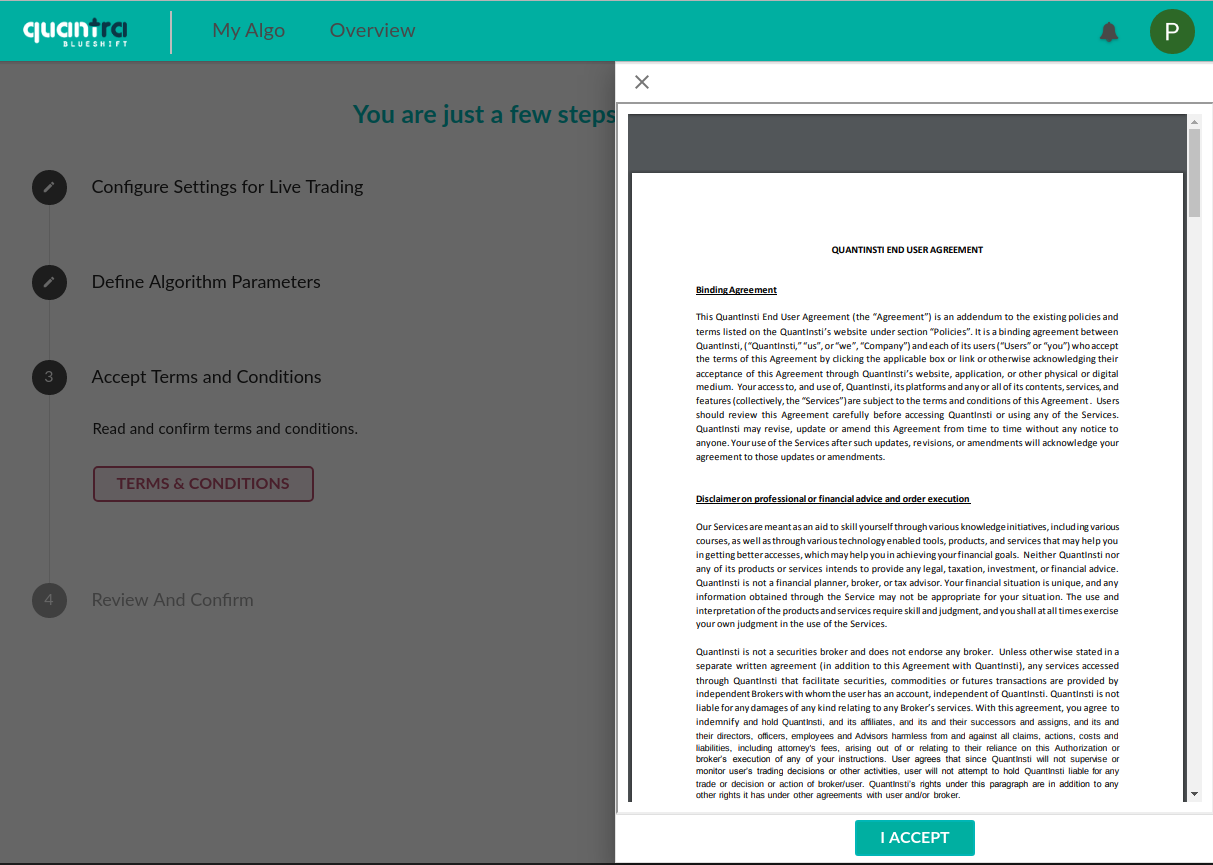 quantra
BLUESHIFT
My Algo
Overview
P
You are just a few steps
Configure Settings for Live Trading
Define Algorithm Parameters
3
Accept Terms and Conditions
Read and confirm terms and conditions.
TERMS & CONDITIONS
4
Review And Confirm
QUANTINSTI END USER AGREEMENT
Binding Agreement
This QuantInsti End User Agreement (the “Agreement”) is an addendum to the existing policies and
terms listed on the QuantInsti’s website under section “Policies”. It is a binding agreement between
QuantInsti, (“QuantInsti,” “us”, or “we”, “Company”) and each of its users (“Users” or “you”) who accept
the terms of this Agreement by clicking the applicable box or link or otherwise acknowledging their
acceptance of this Agreement through QuantInsti’s website, application, or other physical or digital
medium. Your access to, and use of, QuantInsti, its platforms and any or all of its contents, services, and
features (collectively, the “Services”) are subject to the terms and conditions of this Agreement. Users
should review this Agreement carefully before accessing QuantInsti or using any of the Services.
QuantInsti may revise, update or amend this Agreement from time to time without any notice to
anyone. Your use of the Services after such updates, revisions, or amendments will acknowledge your
agreement to those updates or amendments.
Disclaimer on professional or financial advice and order execution
Our Services are meant as an aid to skill yourself through various knowledge initiatives, including various
courses, as well as through various technology enabled tools, products, and services that may help you
in getting better accesses, which may help you in achieving your financial goals. Neither QuantInsti nor
any of its products or services intends to provide any legal, taxation, investment, or financial advice.
QuantInsti is not a financial planner, broker, or tax advisor. Your financial situation is unique, and any
information obtained through the Service may not be appropriate for your situation. The use and
interpretation of the products and services require skill and judgment, and you shall at all times exercise
your own judgment in the use of the Services.
QuantInsti is not a securities broker and does not endorse any broker. Unless otherwise stated in a
separate written agreement (in addition to this Agreement with QuantInsti), any services accessed
through QuantInsti that facilitate securities, commodities or futures transactions are provided by
independent Brokers with whom the user has an account, independent of QuantInsti. QuantInsti is not
liable for any damages of any kind relating to any Broker’s services. With this agreement, you agree to
indemnify and hold QuantInsti, and its affiliates, and its and their successors and assigns, and its and
their directors, officers, employees and Advisors harmless from and against all claims, actions, costs and
liabilities, including attorney's fees, arising out of or relating to their reliance on this Authorization or
broker's execution of any of your instructions. User agrees that since QuantInsti will not supervise or
monitor user's trading decisions or other activities, user will not attempt to hold QuantInsti liable for any
trade or decision or action of broker/user. QuantInsti's rights under this paragraph are in addition to any
other rights it has under other agreements with user and/or broker.
I ACCEPT